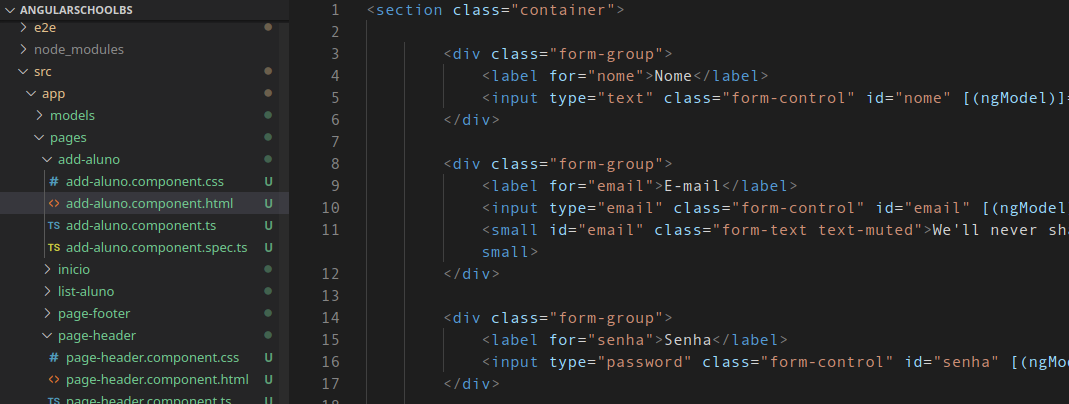 ANGULARSCHOOLBS
e2e
node_modules
src
app
models
pages
add-aluno
# add-aluno.component.css U
<> add-aluno.component.html U
TS add-aluno.component.ts U
TS add-aluno.component.spec.ts U
inicio
list-aluno
page-footer
page-header
# page-header.component.css U
<> page-header.component.html U
TS page-header.component.ts U
1 <section class="container">
2
3 <div class="form-group">
4 <label for="nome">Nome</label>
5 <input type="text" class="form-control" id="nome" [(ngModel)]=
6 </div>
7
8 <div class="form-group">
9 <label for="email">E-mail</label>
10 <input type="email" class="form-control" id="email" [(ngModel
11 <small id="email" class="form-text text-muted">We'll never sh
small>
12 </div>
13
14 <div class="form-group">
15 <label for="senha">Senha</label>
16 <input type="password" class="form-control" id="senha" [(ngMo
17 </div>